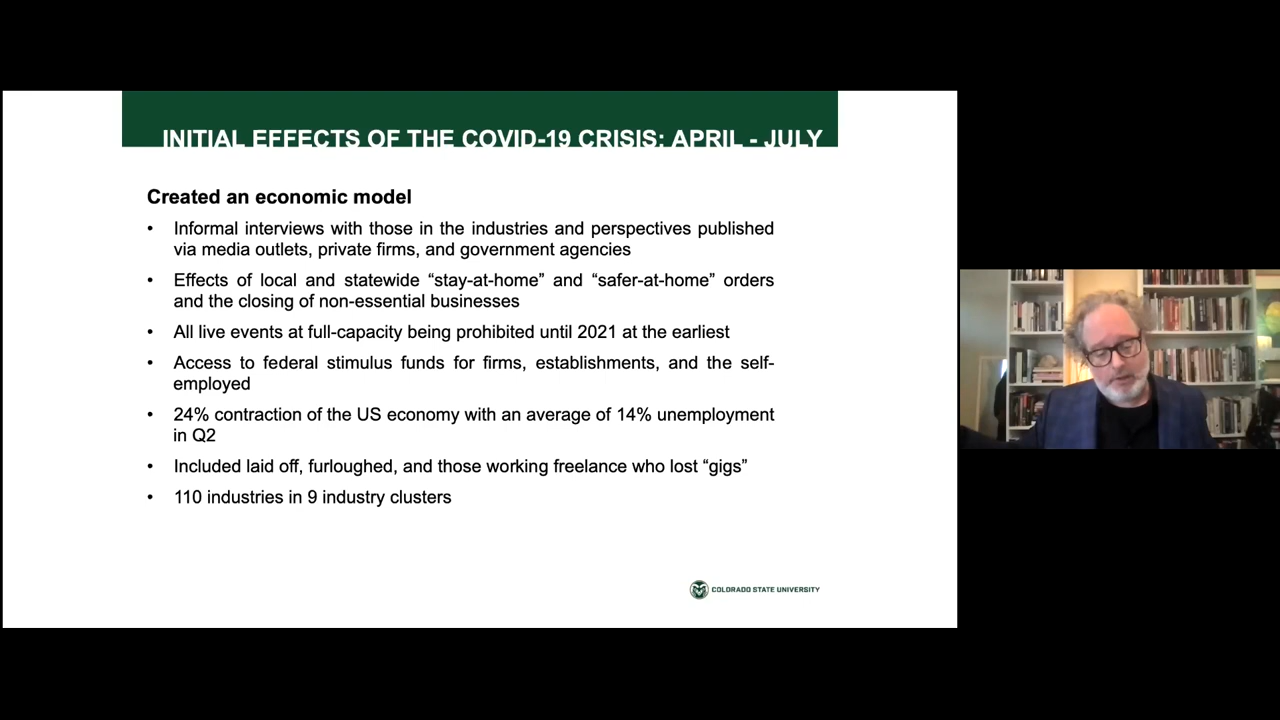 INITIAL EFFECTS OF THE COVID-19 CRISIS: APRIL - JULY
Created an economic model
• Informal interviews with those in the industries and perspectives published
via media outlets, private firms, and government agencies
• Effects of local and statewide “stay-at-home” and “safer-at-home” orders
and the closing of non-essential businesses
• All live events at full-capacity being prohibited until 2021 at the earliest
• Access to federal stimulus funds for firms, establishments, and the self-
employed
• 24% contraction of the US economy with an average of 14% unemployment
in Q2
• Included laid off, furloughed, and those working freelance who lost “gigs”
• 110 industries in 9 industry clusters
COLORADO STATE UNIVERSITY